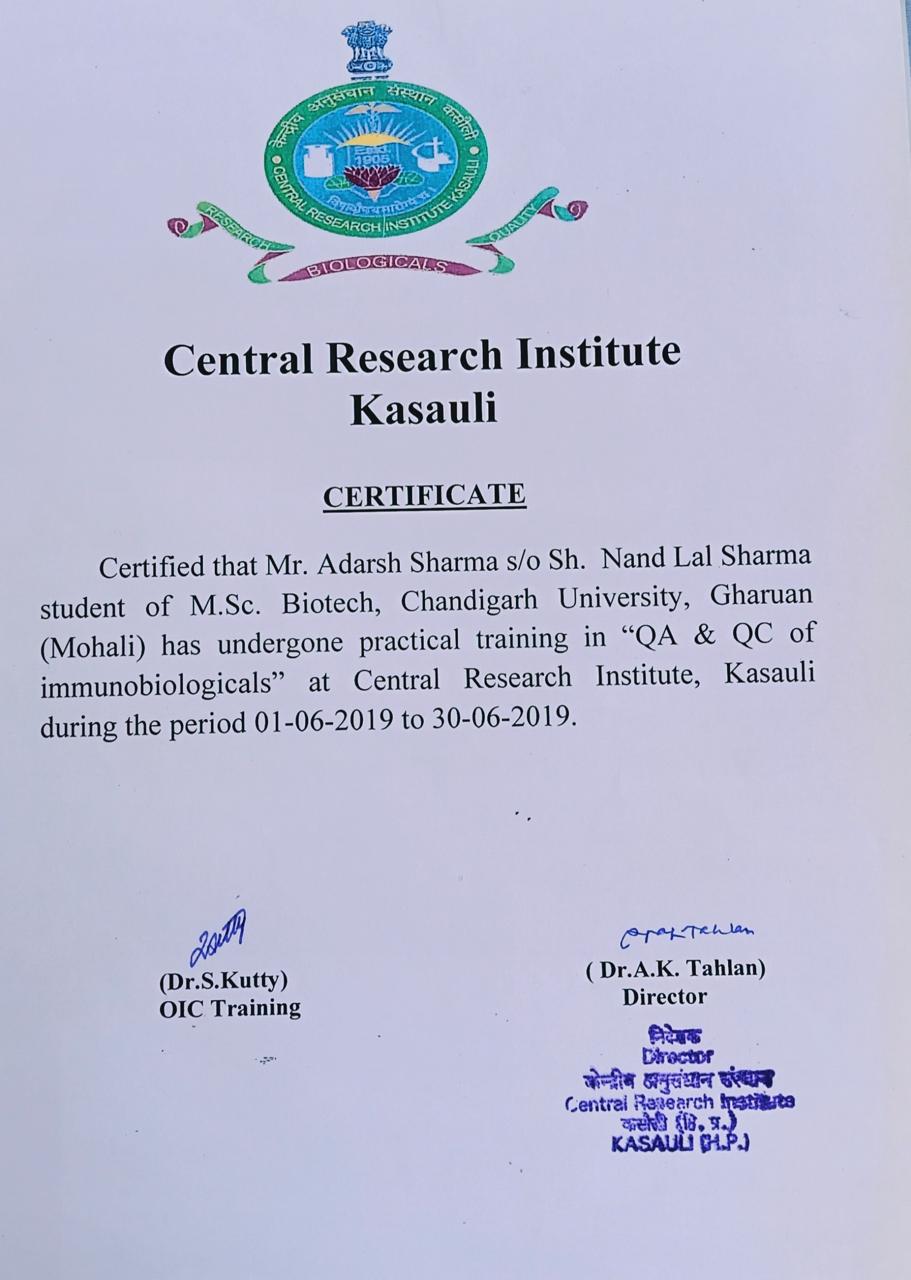 केन्द्रीय अनुसंधान संस्थान कसौली
Estd.
1905
CENTRAL RESEARCH INSTITUTE KASAULI
RESEARCH
BIOLOGICALS
QUALITY
Central Research Institute
Kasauli
CERTIFICATE
Certified that Mr. Adarsh Sharma s/o Sh. Nand Lal Sharma
student of M.Sc. Biotech, Chandigarh University, Gharuan
(Mohali) has undergone practical training in “QA & QC of
immunobiologicals” at Central Research Institute, Kasauli
during the period 01-06-2019 to 30-06-2019.
(Dr.S.Kutty)
OIC Training
( Dr.A.K. Tahlan)
Director
निदेशक
Director
केन्द्रीय अनुसंधान संस्थान
Central Research Institute
कसौली (हि. प्र.)
KASAULI (H.P.)